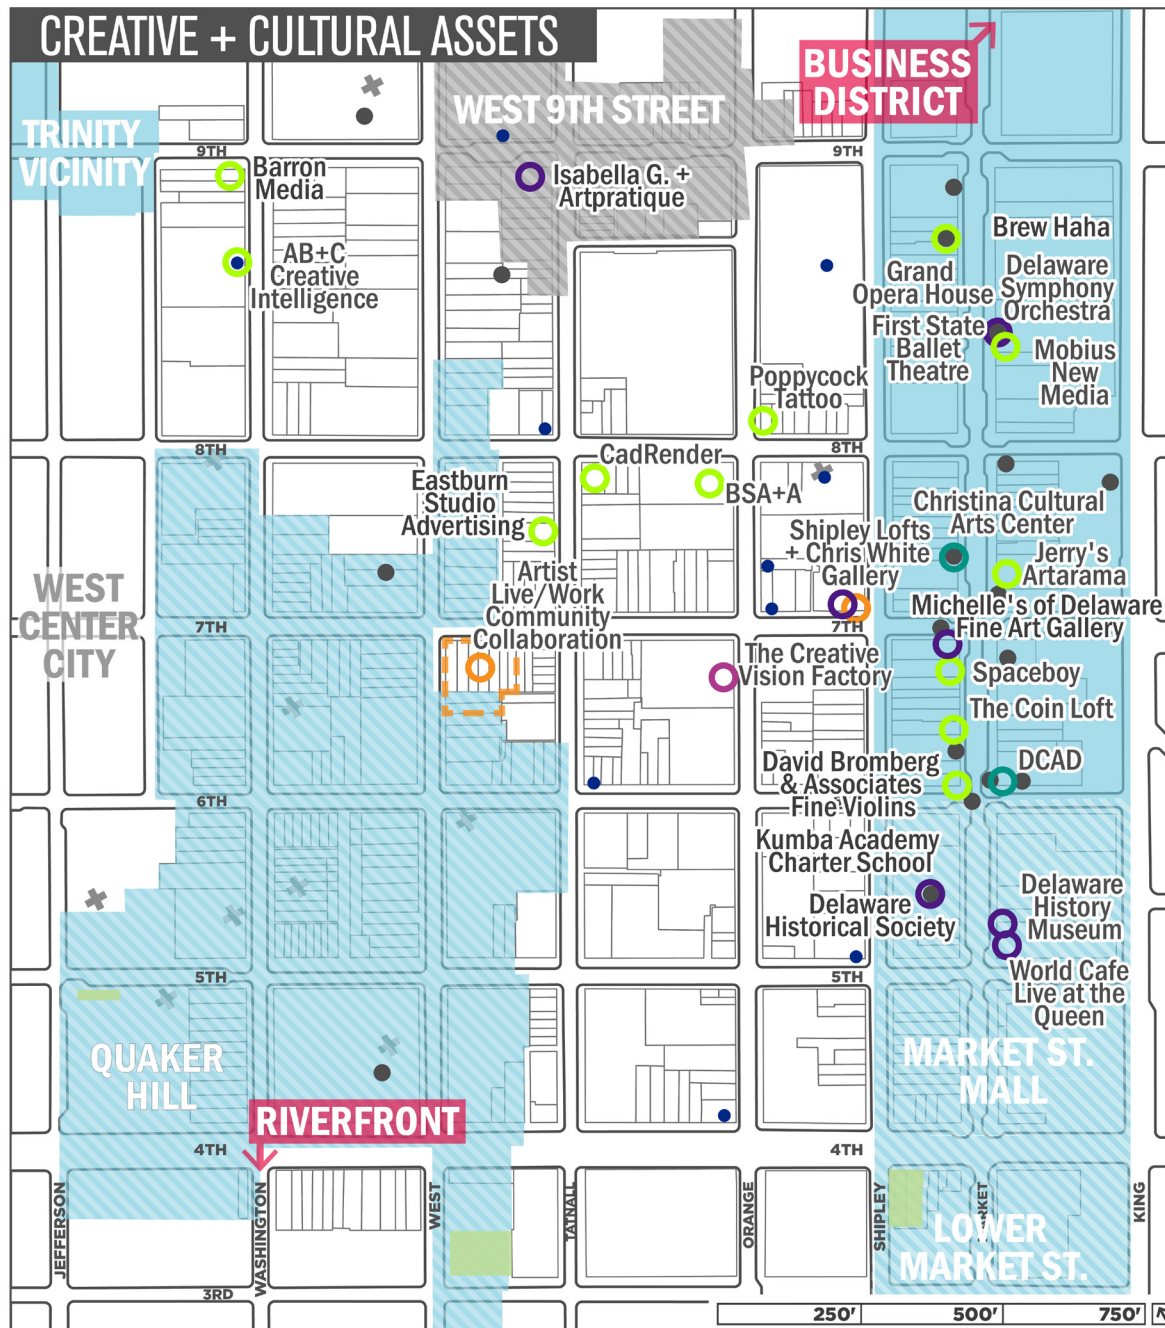 CREATIVE + CULTURAL ASSETS
BUSINESS
DISTRICT
WEST 9TH STREET
TRINITY
VICINITY
9TH
9TH
Barron
Media
Isabella G. +
Artpratique
AB+C
Creative
Intelligence
Brew Haha
Grand
Opera House
Delaware
Symphony
Orchestra
First State
Ballet
Theatre
Mobius
New
Media
Poppycock
Tattoo
8TH
8TH
CadRender
BSA+A
Eastburn
Studio
Advertising
Christina Cultural
Arts Center
Shipley Lofts
+ Chris White
Gallery
Jerry's
Artarama
Artist
Live/Work
Community
Collaboration
WEST
CENTER
CITY
7TH
7TH
Michelle's of Delaware
Fine Art Gallery
The Creative
Vision Factory
Spaceboy
The Coin Loft
David Bromberg
& Associates
Fine Violins
DCAD
6TH
Kumba Academy
Charter School
Delaware
Historical Society
Delaware
History
Museum
World Cafe
Live at the
Queen
5TH
5TH
QUAKER
HILL
MARKET ST.
MALL
RIVERFRONT
4TH
4TH
JEFFERSON
WASHINGTON
WEST
TATNALL
ORANGE
SHIPLEY
KING
LOWER
MARKET ST.
3RD
250'
500'
750'